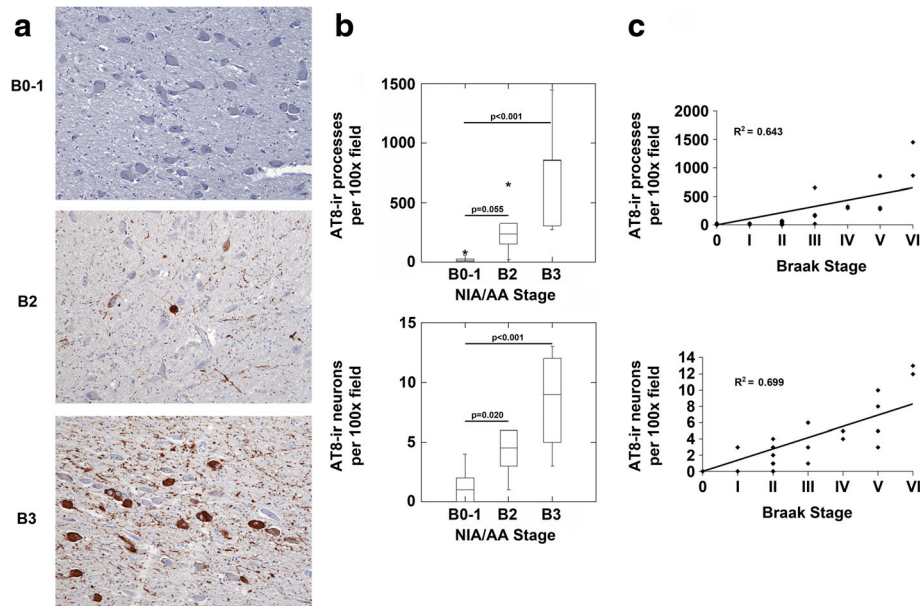 a
B0-1
B2
B3
b
1500
1000
500
0
AT8-ir processes
per 100x field
p<0.001
p=0.055
*
*
B0-1 B2 B3
NIA/AA Stage
15
10
5
0
AT8-ir neurons
per 100x field
p<0.001
p=0.020
B0-1 B2 B3
NIA/AA Stage
c
2000
1500
1000
500
0
AT8-ir processes
per 100x field
R² = 0.643
0 I II III IV V VI
Braak Stage
14
12
10
8
6
4
2
0
AT8-ir neurons
per 100x field
R² = 0.699
0 I II III IV V VI
Braak Stage